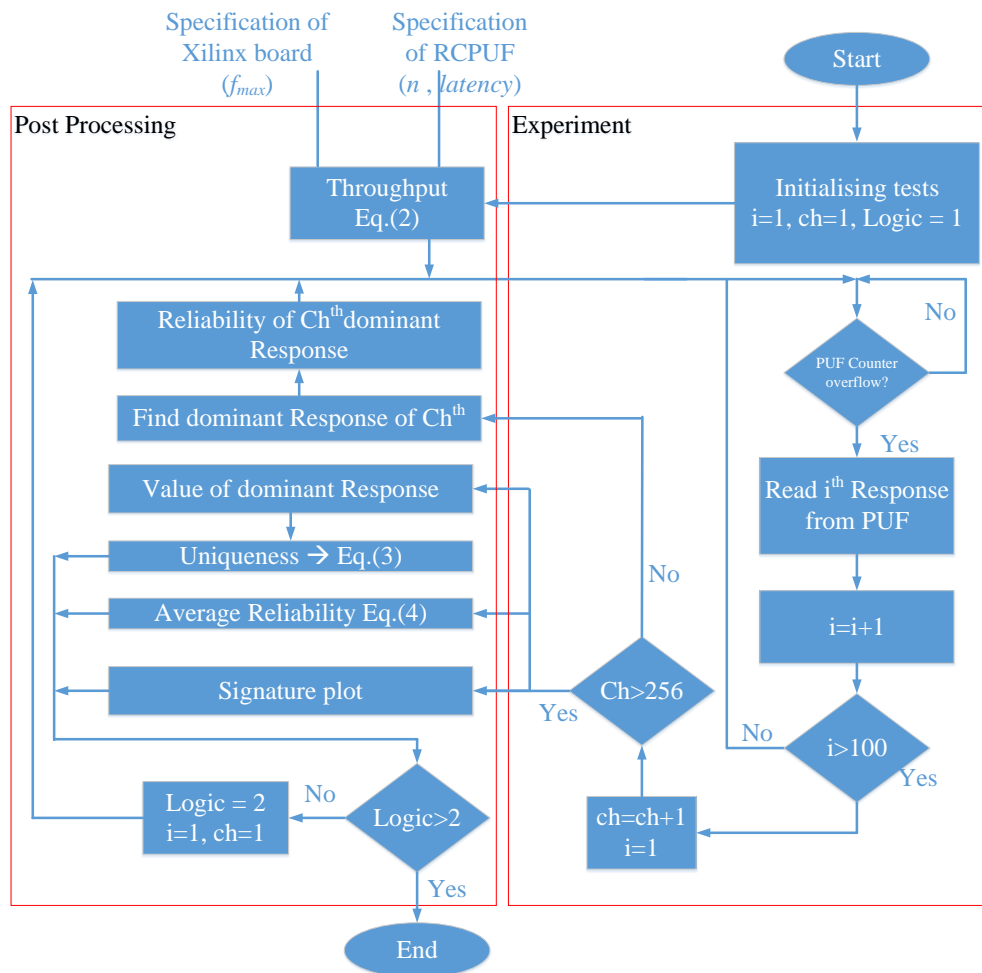 Specification of
Xilinx board
(fmax)
Specification
of RCPUF
(n , latency)
Start
Post Processing
Experiment
Throughput
Eq.(2)
Initialising tests
i=1, ch=1, Logic = 1
Reliability of Chthdominant
Response
No
PUF Counter
overflow?
Find dominant Response of Chth
Yes
Value of dominant Response
Read ith Response
from PUF
Uniqueness → Eq.(3)
No
Average Reliability Eq.(4)
i=i+1
Signature plot
Ch>256
Yes
No
i>100
Yes
Logic = 2
i=1, ch=1
No
Logic>2
ch=ch+1
i=1
Yes
End